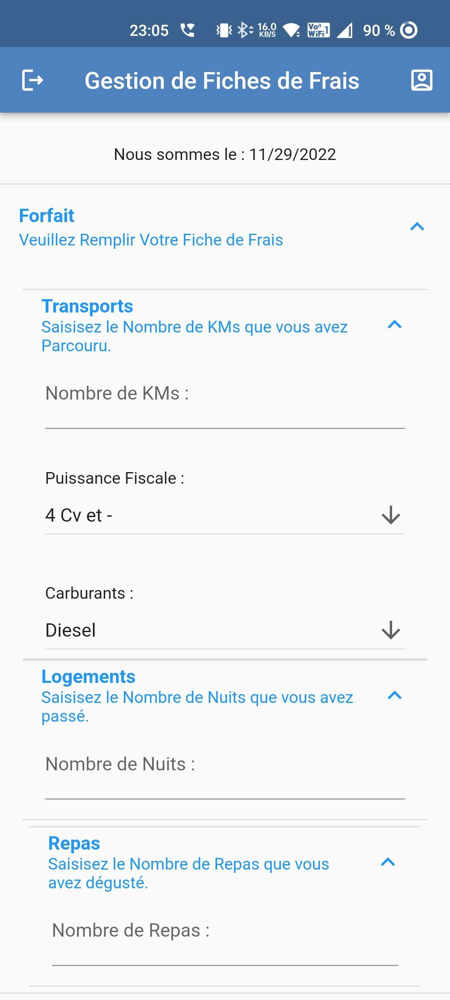 23:05 16.0 KB/S Vo)) WiFi 1 90 %
Gestion de Fiches de Frais
Nous sommes le : 11/29/2022
Forfait
Veuillez Remplir Votre Fiche de Frais
Transports
Saisisez le Nombre de KMs que vous avez
Parcouru.
Nombre de KMs :
Puissance Fiscale :
4 Cv et -
Carburants :
Diesel
Logements
Saisisez le Nombre de Nuits que vous avez
passé.
Nombre de Nuits :
Repas
Saisisez le Nombre de Repas que vous
avez dégusté.
Nombre de Repas :